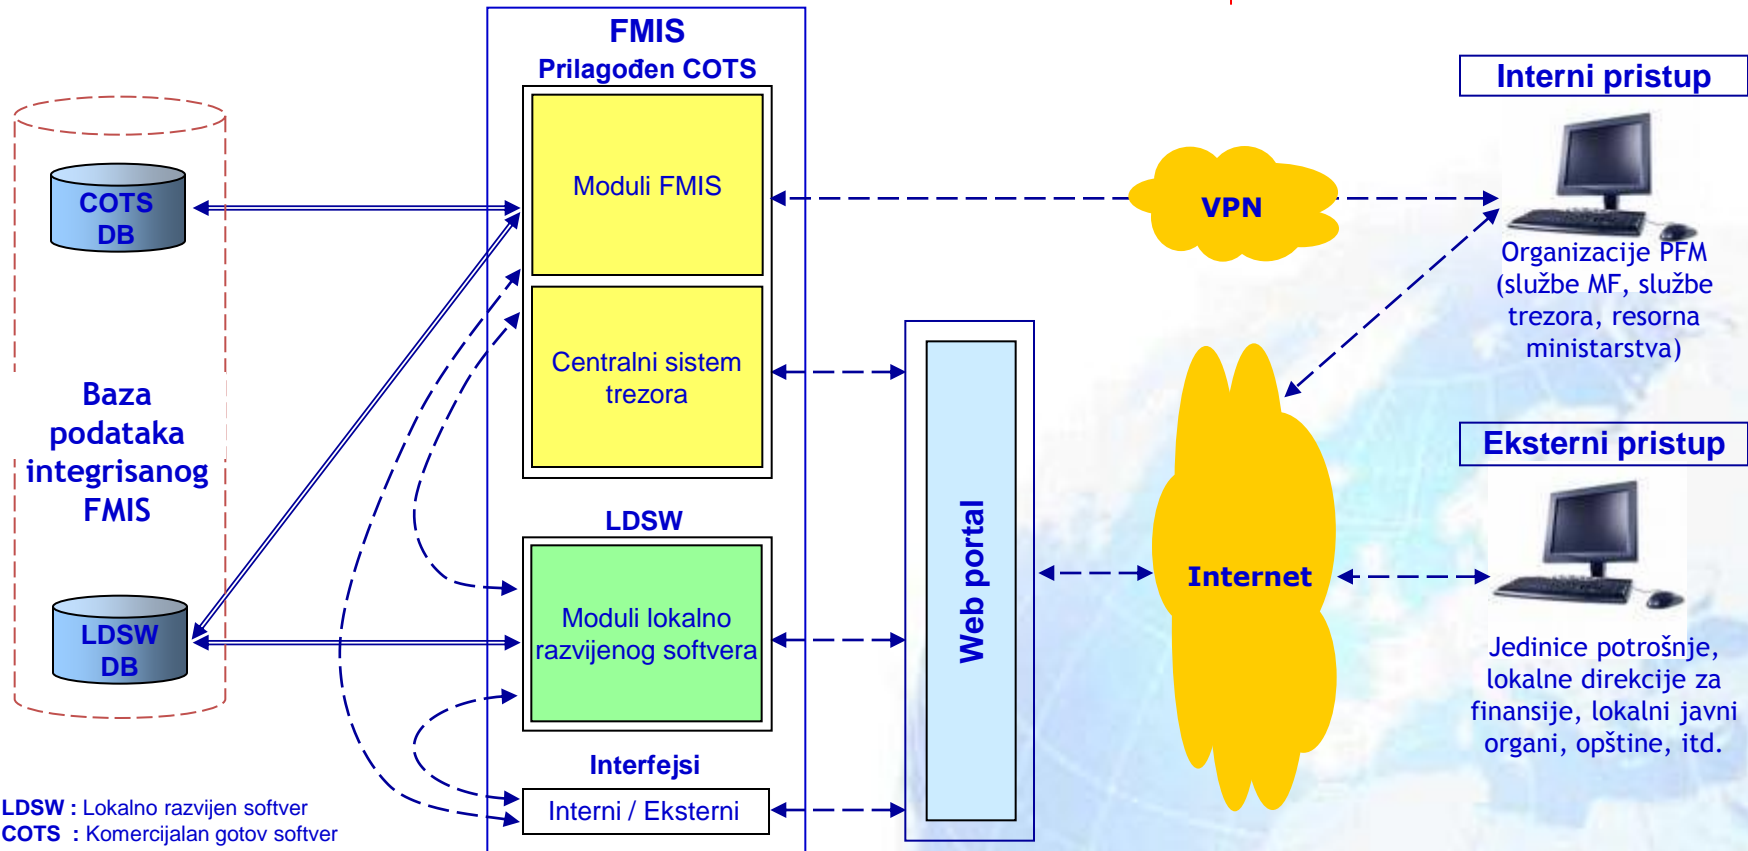 FMIS
Prilagođen COTS
Moduli FMIS
Centralni sistem
trezora
LDSW
Moduli lokalno
razvijenog softvera
Interfejsi
Interni / Eksterni
COTS
DB
Baza
podataka
integrisanog
FMIS
LDSW
DB
LDSW : Lokalno razvijen softver
COTS : Komercijalan gotov softver
Web portal
VPN
Internet
Interni pristup
Organizacije PFM
(službe MF, službe
trezora, resorna
ministarstva)
Eksterni pristup
Jedinice potrošnje,
lokalne direkcije za
finansije, lokalni javni
organi, opštine, itd.